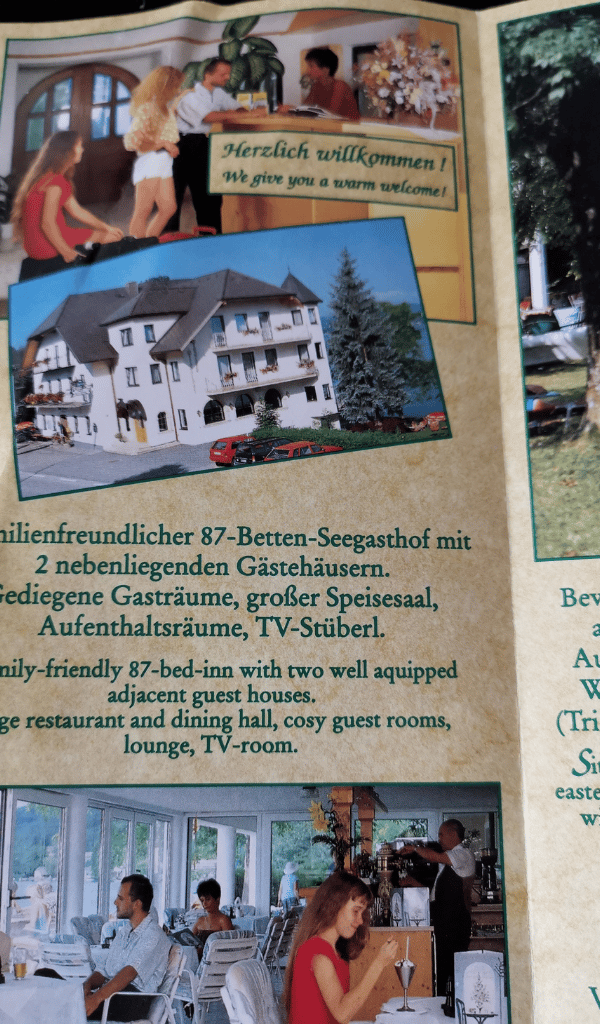 Herzlich willkommen !
We give you a warm welcome!
milienfreundlicher 87-Betten-Seegasthof mit
2 nebenliegenden Gästehäusern.
Gediegene Gasträume, großer Speisesaal,
Aufenthaltsräume, TV-Stüberl.
mily-friendly 87-bed-inn with two well aquipped
adjacent guest houses.
ge restaurant and dining hall, cosy guest rooms,
lounge, TV-room.
Bev
a
Au
W
(Tri
Sit
easte
wi